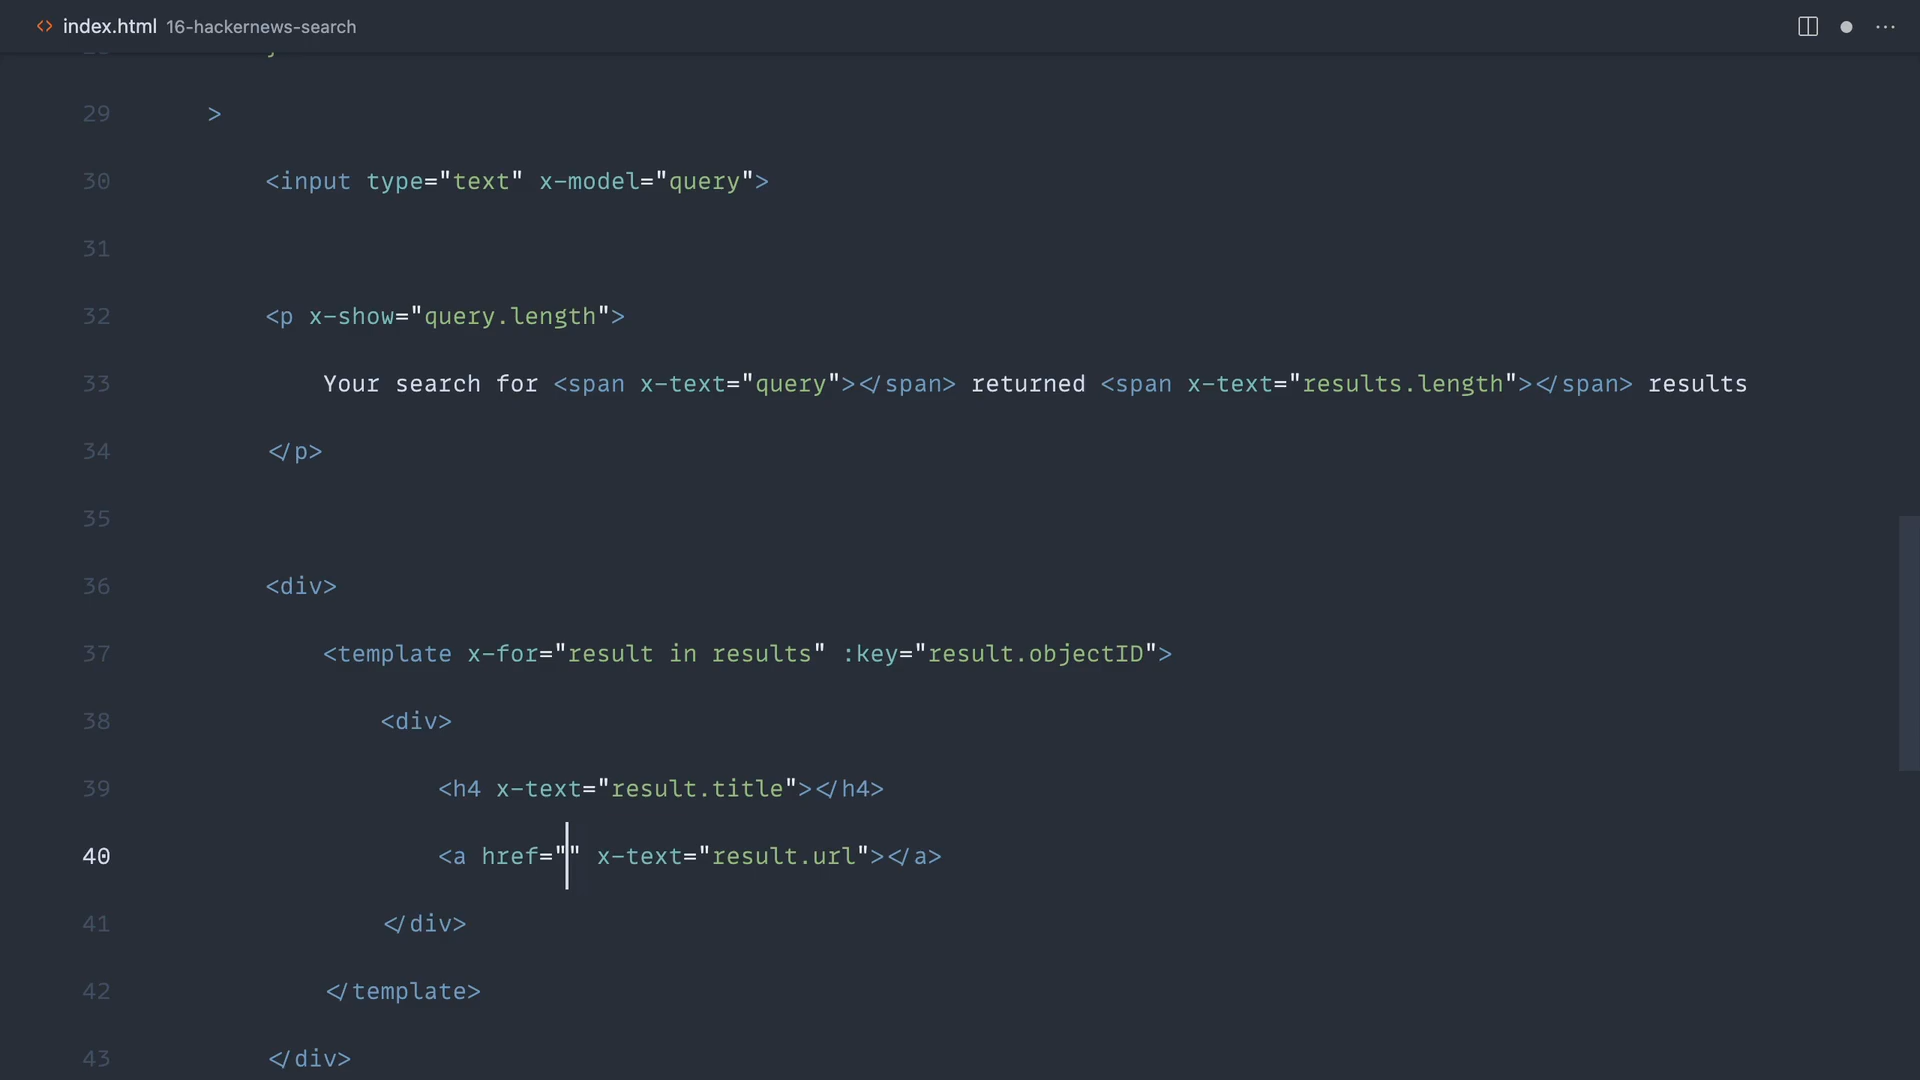 <> index.html 16-hackernews-search ...
29 >
30 <input type="text" x-model="query">
31
32 <p x-show="query.length">
33 Your search for <span x-text="query"></span> returned <span x-text="results.length"></span> results
34 </p>
35
36 <div>
37 <template x-for="result in results" :key="result.objectID">
38 <div>
39 <h4 x-text="result.title"></h4>
40 <a href="" x-text="result.url"></a>
41 </div>
42 </template>
43 </div>